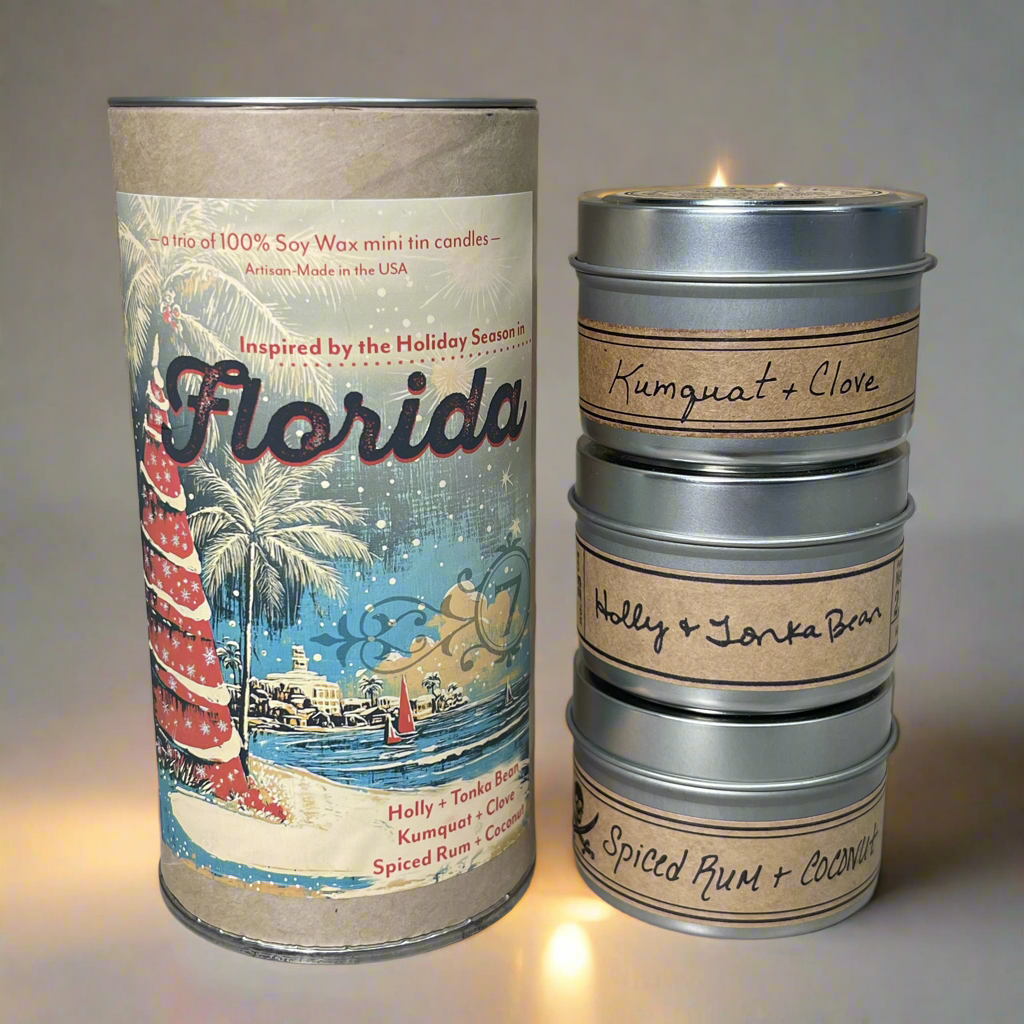 —a trio of 100% Soy Wax mini tin candles—
Artisan-Made in the USA
Inspired by the Holiday Season in
Florida
7
Holly + Tonka Bean
Kumquat + Clove
Spiced Rum + Coconut
Kumquat + Clove
Holly + Tonka Bean
Spiced Rum + Coconut